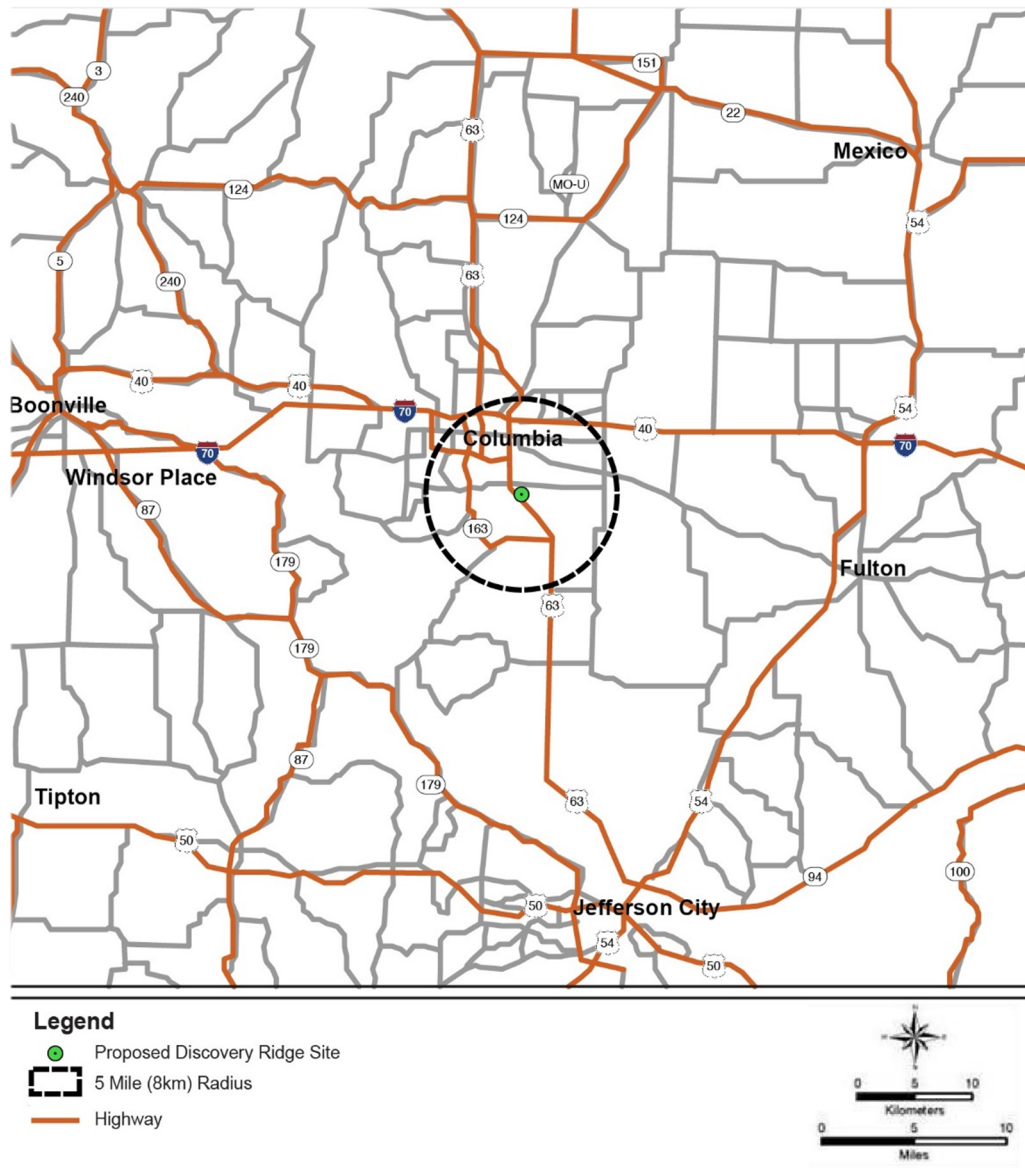 3
240
151
63
22
Mexico
MO-U
124
124
54
5
63
240
40
40
54
Boonville
70
40
Columbia
70
70
Windsor Place
87
163
179
Fulton
63
179
87
179
Tipton
63
54
50
100
94
50
Jefferson City
54
50
Legend
Proposed Discovery Ridge Site
5 Mile (8km) Radius
Highway
N
0 5 10
Kilometers
0 5 10
Miles